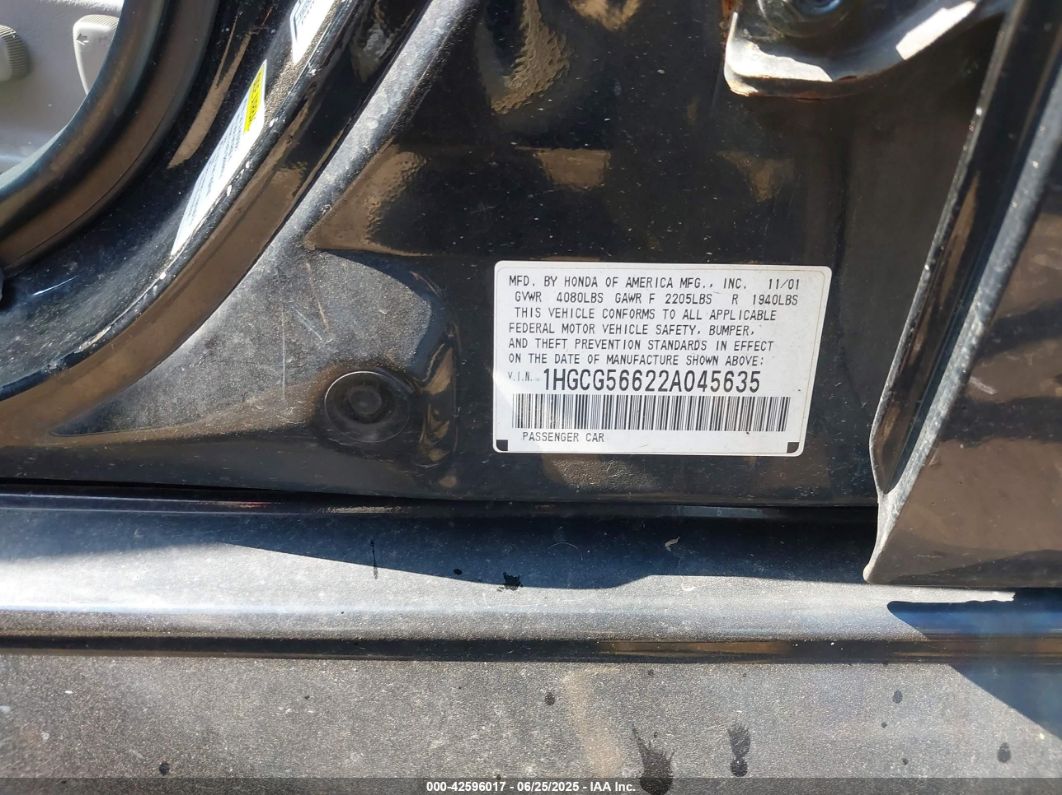 MFD. BY HONDA OF AMERICA MFG., INC. 11/01
GVWR 4080LBS GAWR F 2205LBS R 1940LBS
THIS VEHICLE CONFORMS TO ALL APPLICABLE
FEDERAL MOTOR VEHICLE SAFETY, BUMPER,
AND THEFT PREVENTION STANDARDS IN EFFECT
ON THE DATE OF MANUFACTURE SHOWN ABOVE:
V.I.N. 1HGCG56622A045635
PASSENGER CAR
000-42596017 - 06/25/2025 - IAA Inc.